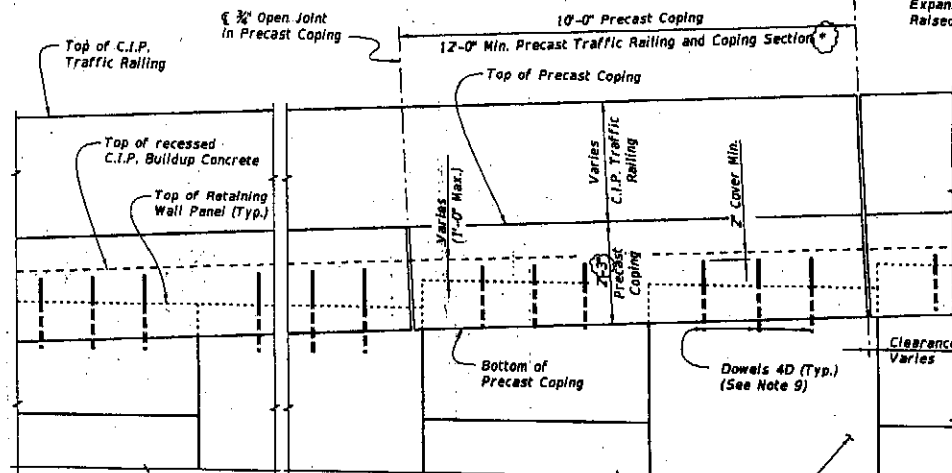 ℄ ¾" Open Joint
in Precast Coping
10'-0" Precast Coping
12'-0" Min. Precast Traffic Railing and Coping Section *
Expan
Raised
Top of C.I.P.
Traffic Railing
Top of Precast Coping
Top of recessed
C.I.P. Buildup Concrete
Top of Retaining
Wall Panel (Typ.)
Varies
(1'-0" Max.)
Varies
C.I.P. Traffic
Railing
2" Cover Min.
Precast
Coping
Bottom of
Precast Coping
Dowels 4D (Typ.)
(See Note 9)
Clearance
Varies